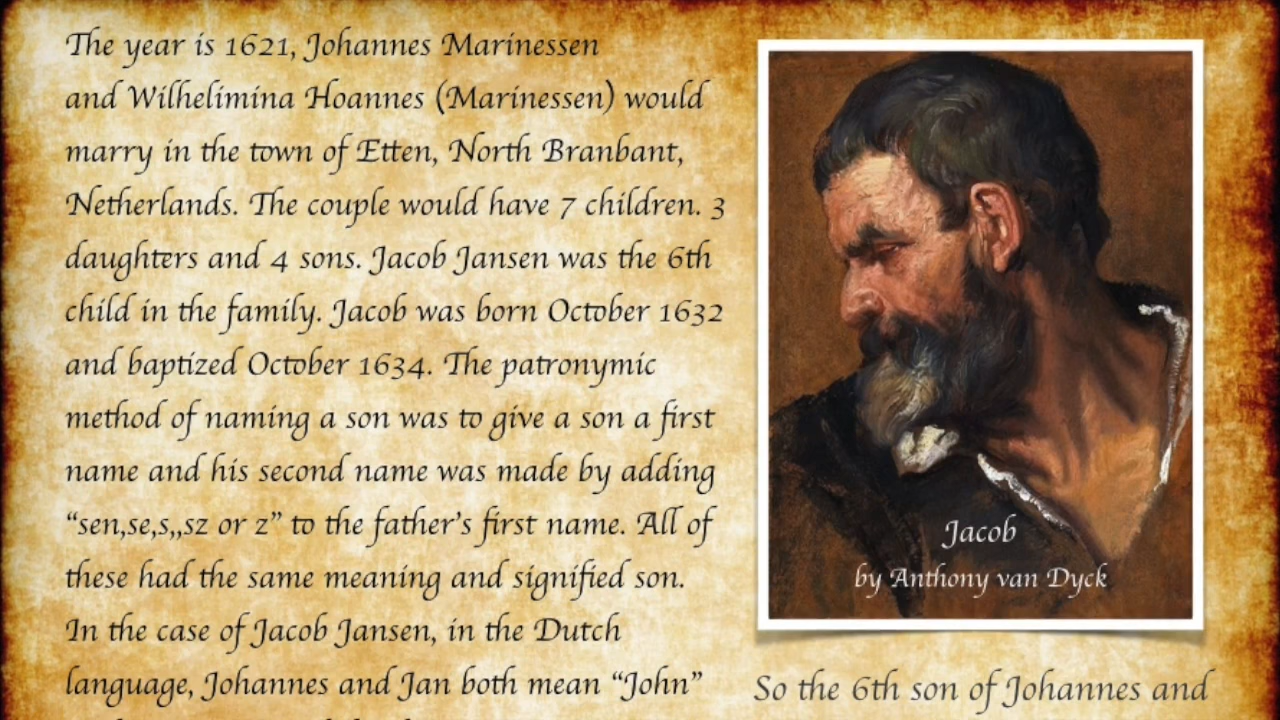 The year is 1621, Johannes Marinessen
and Wilhelimina Hoannes (Marinessen) would
marry in the town of Etten, North Branbant,
Netherlands. The couple would have 7 children. 3
daughters and 4 sons. Jacob Jansen was the 6th
child in the family. Jacob was born October 1632
and baptized October 1634. The patronymic
method of naming a son was to give a son a first
name and his second name was made by adding
“sen,se,s,,sz or z” to the father’s first name. All of
these had the same meaning and signified son.
In the case of Jacob Jansen, in the Dutch
language, Johannes and Jan both mean “John”
Jacob
by Anthony van Dyck
So the 6th son of Johannes and